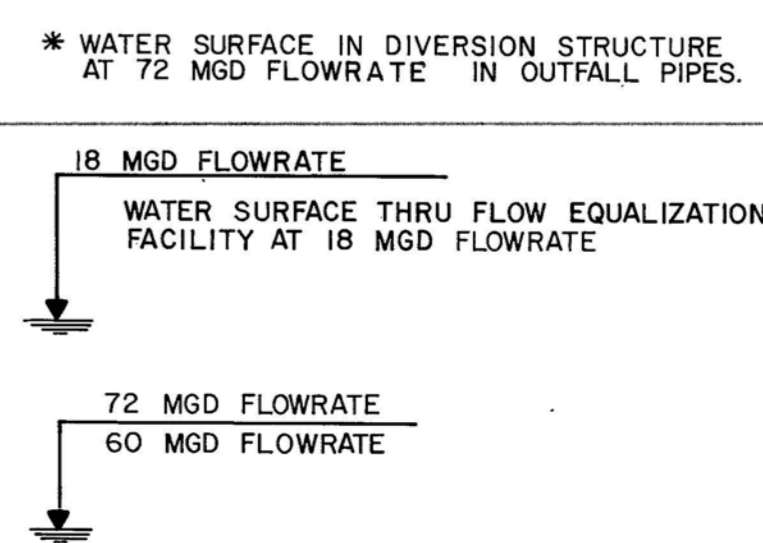 * WATER SURFACE IN DIVERSION STRUCTURE
AT 72 MGD FLOWRATE IN OUTFALL PIPES.
18 MGD FLOWRATE
WATER SURFACE THRU FLOW EQUALIZATION
FACILITY AT 18 MGD FLOWRATE
72 MGD FLOWRATE
60 MGD FLOWRATE